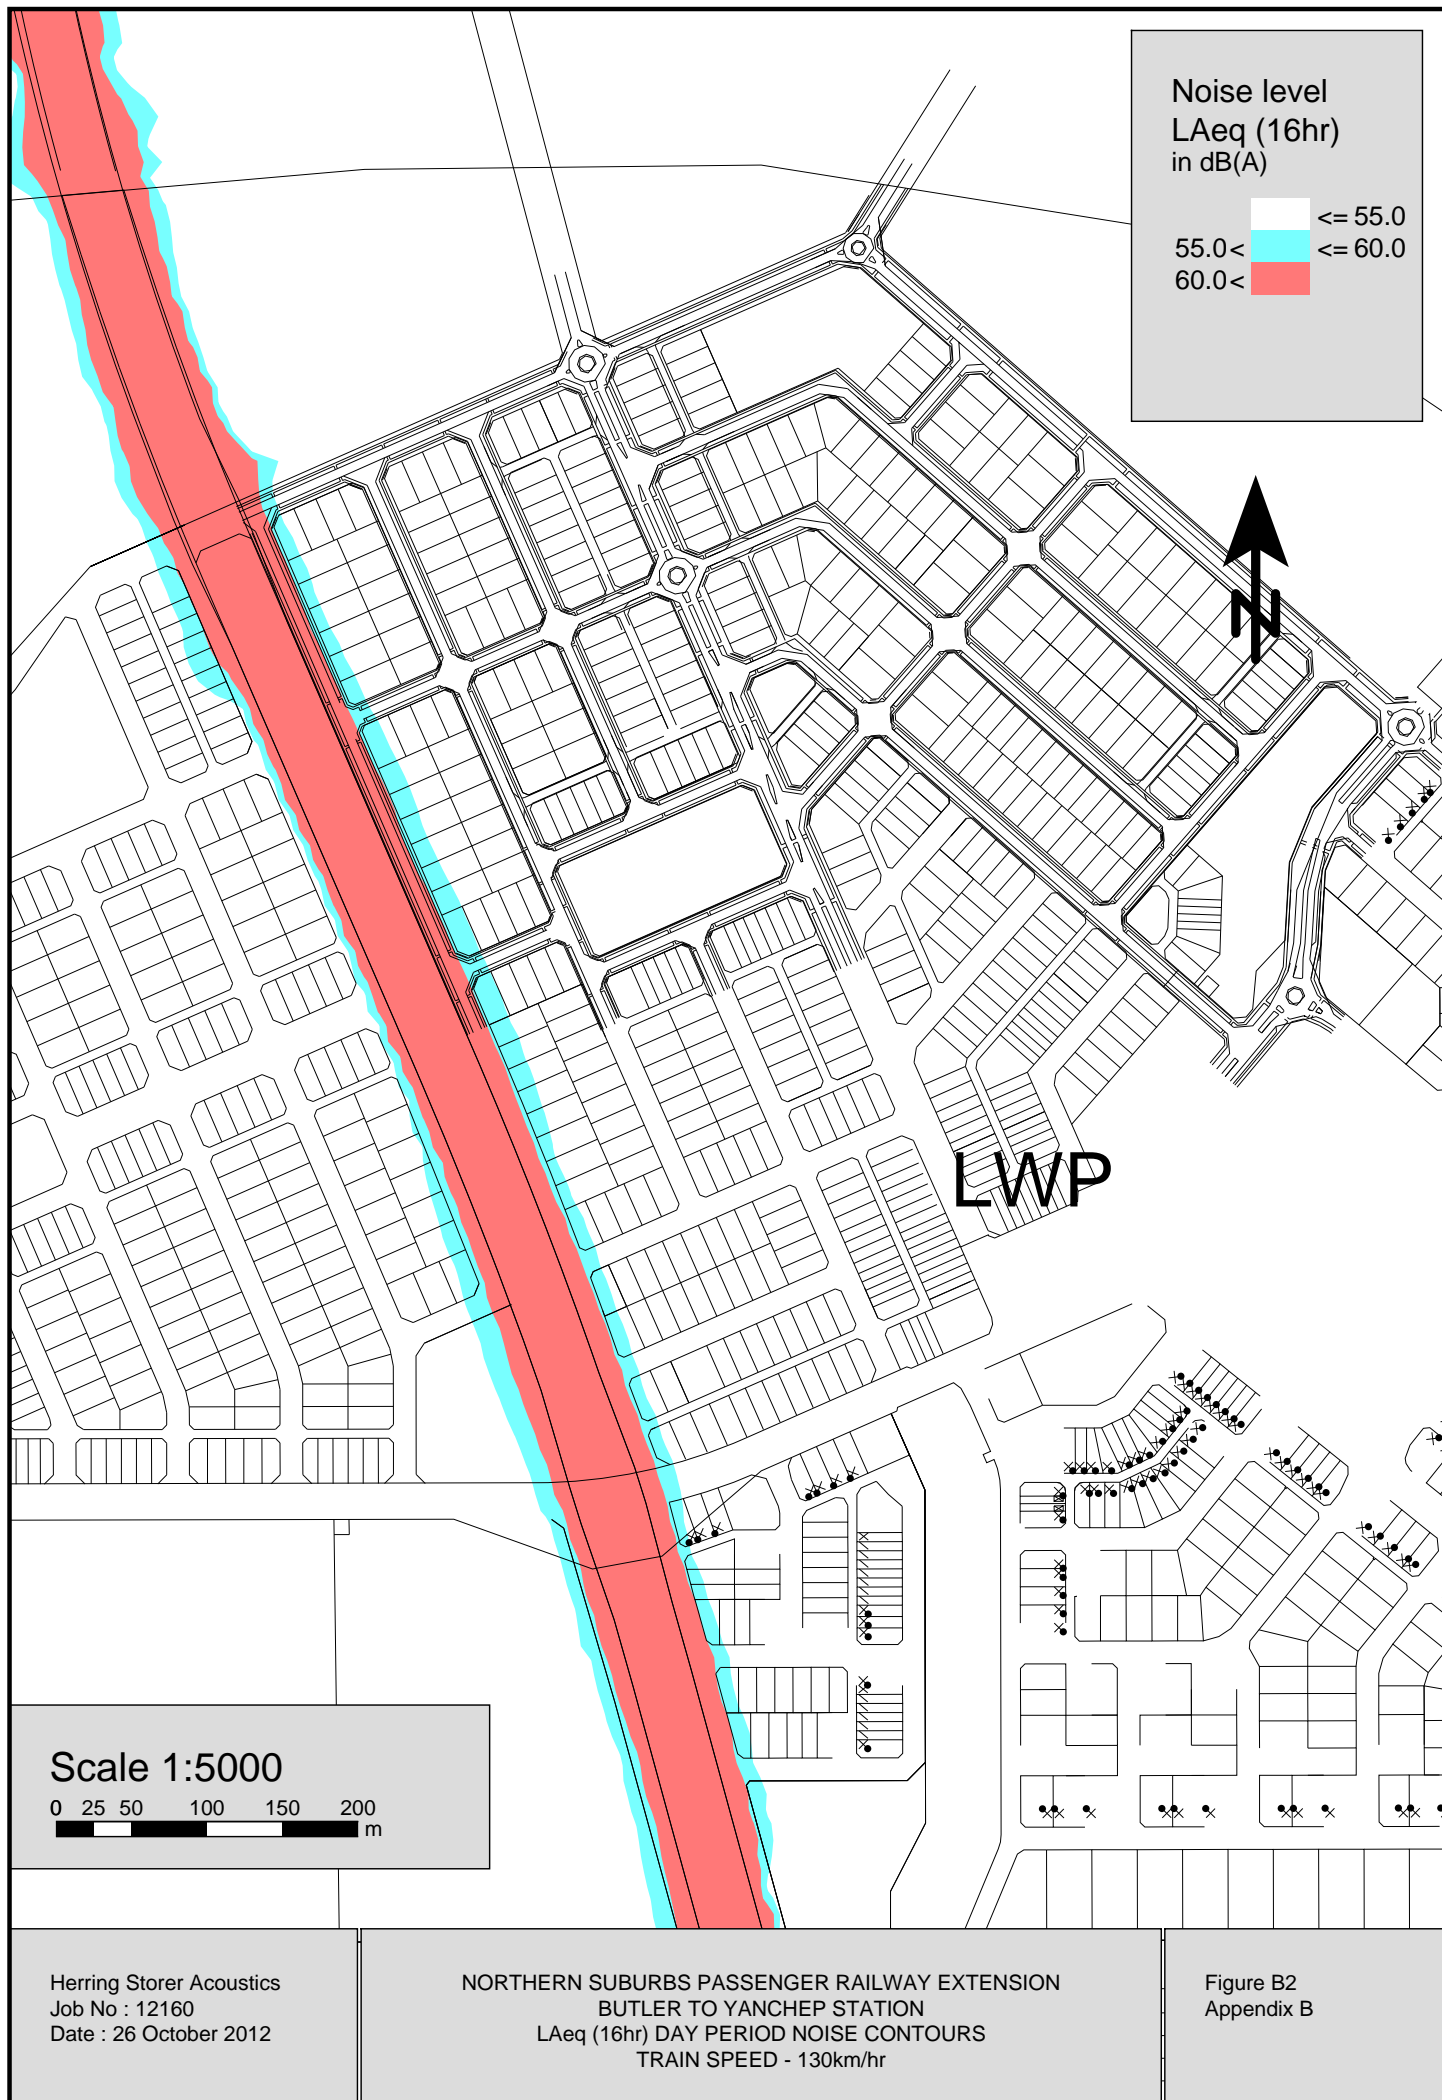 Noise level
LAeq (16hr)
in dB(A)
<= 55.0
55.0< <= 60.0
60.0<
N
LWP
Scale 1:5000
0 25 50 100 150 200
m
Herring Storer Acoustics
Job No : 12160
Date : 26 October 2012
NORTHERN SUBURBS PASSENGER RAILWAY EXTENSION
BUTLER TO YANCHEP STATION
LAeq (16hr) DAY PERIOD NOISE CONTOURS
TRAIN SPEED - 130km/hr
Figure B2
Appendix B